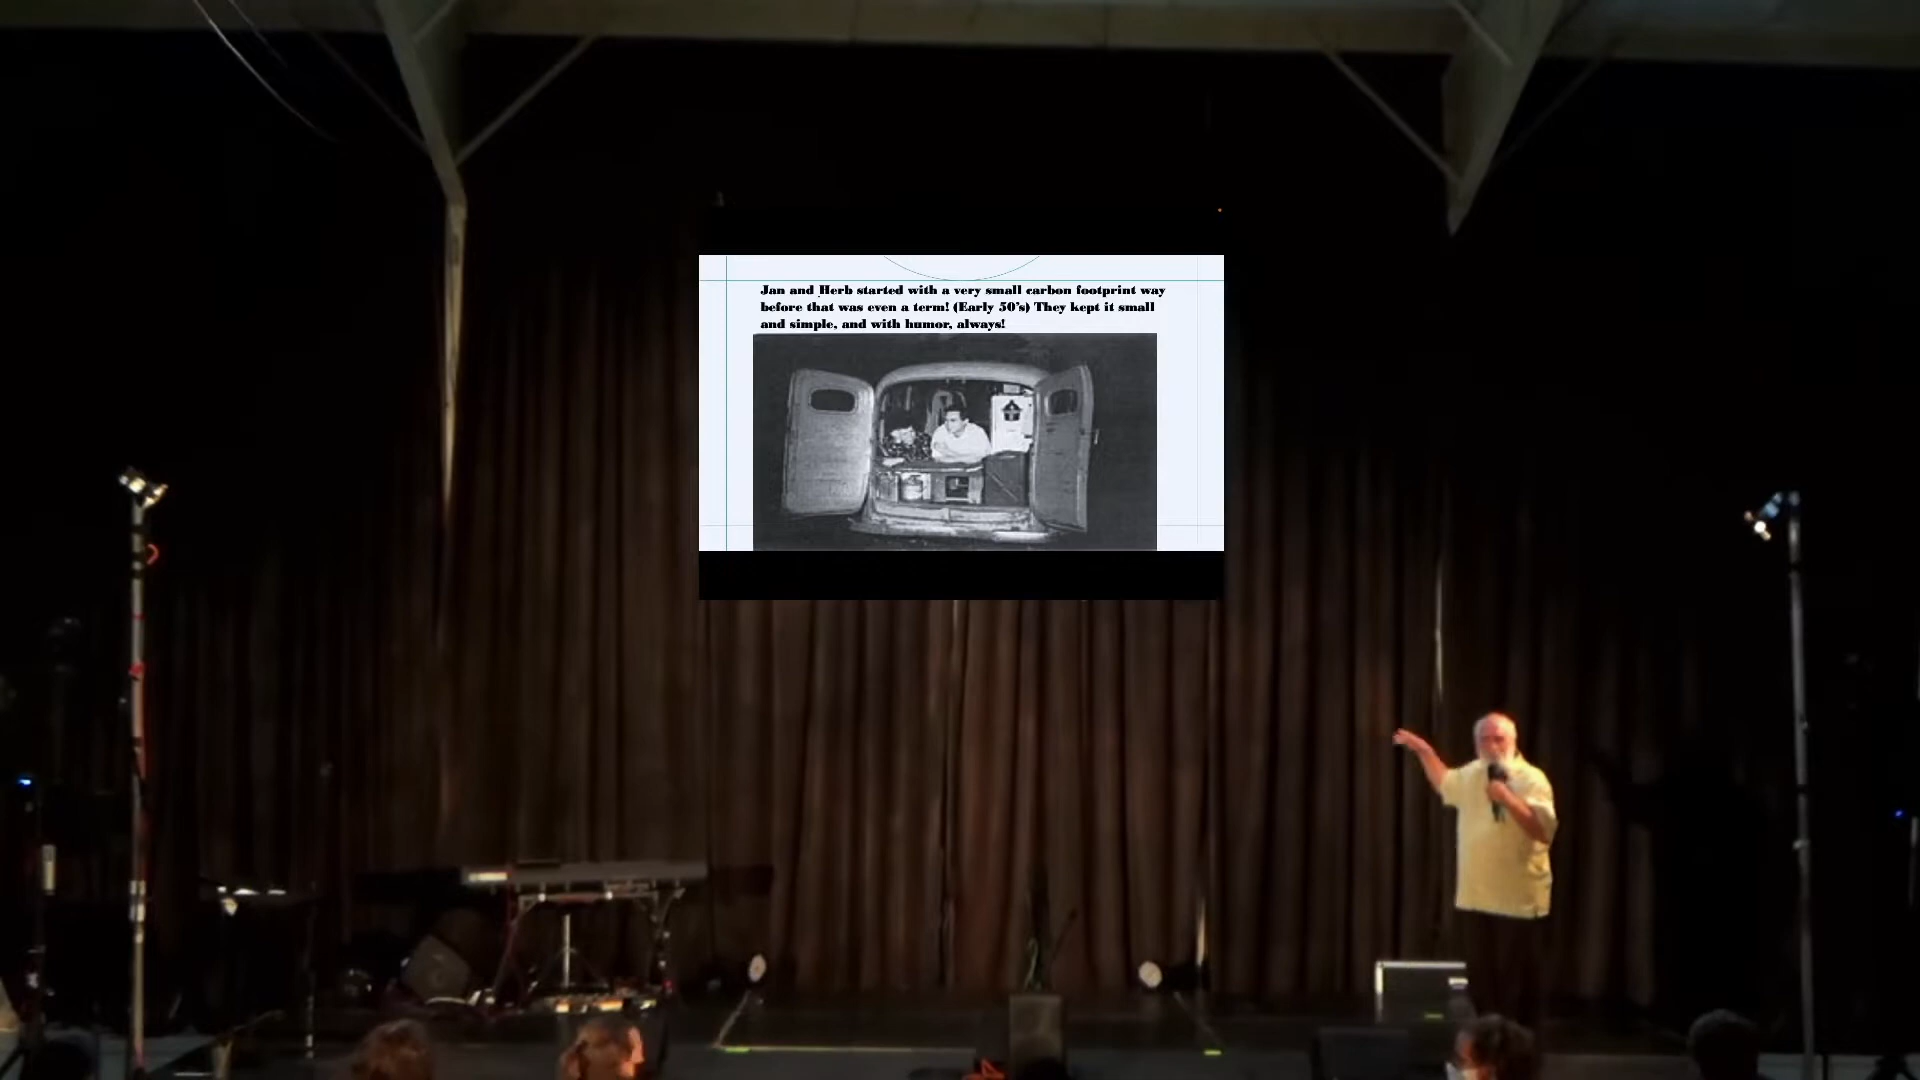 Jan and Herb started with a very small carbon footprint way
before that was even a term! (Early 50's) They kept it small
and simple, and with humor, always!